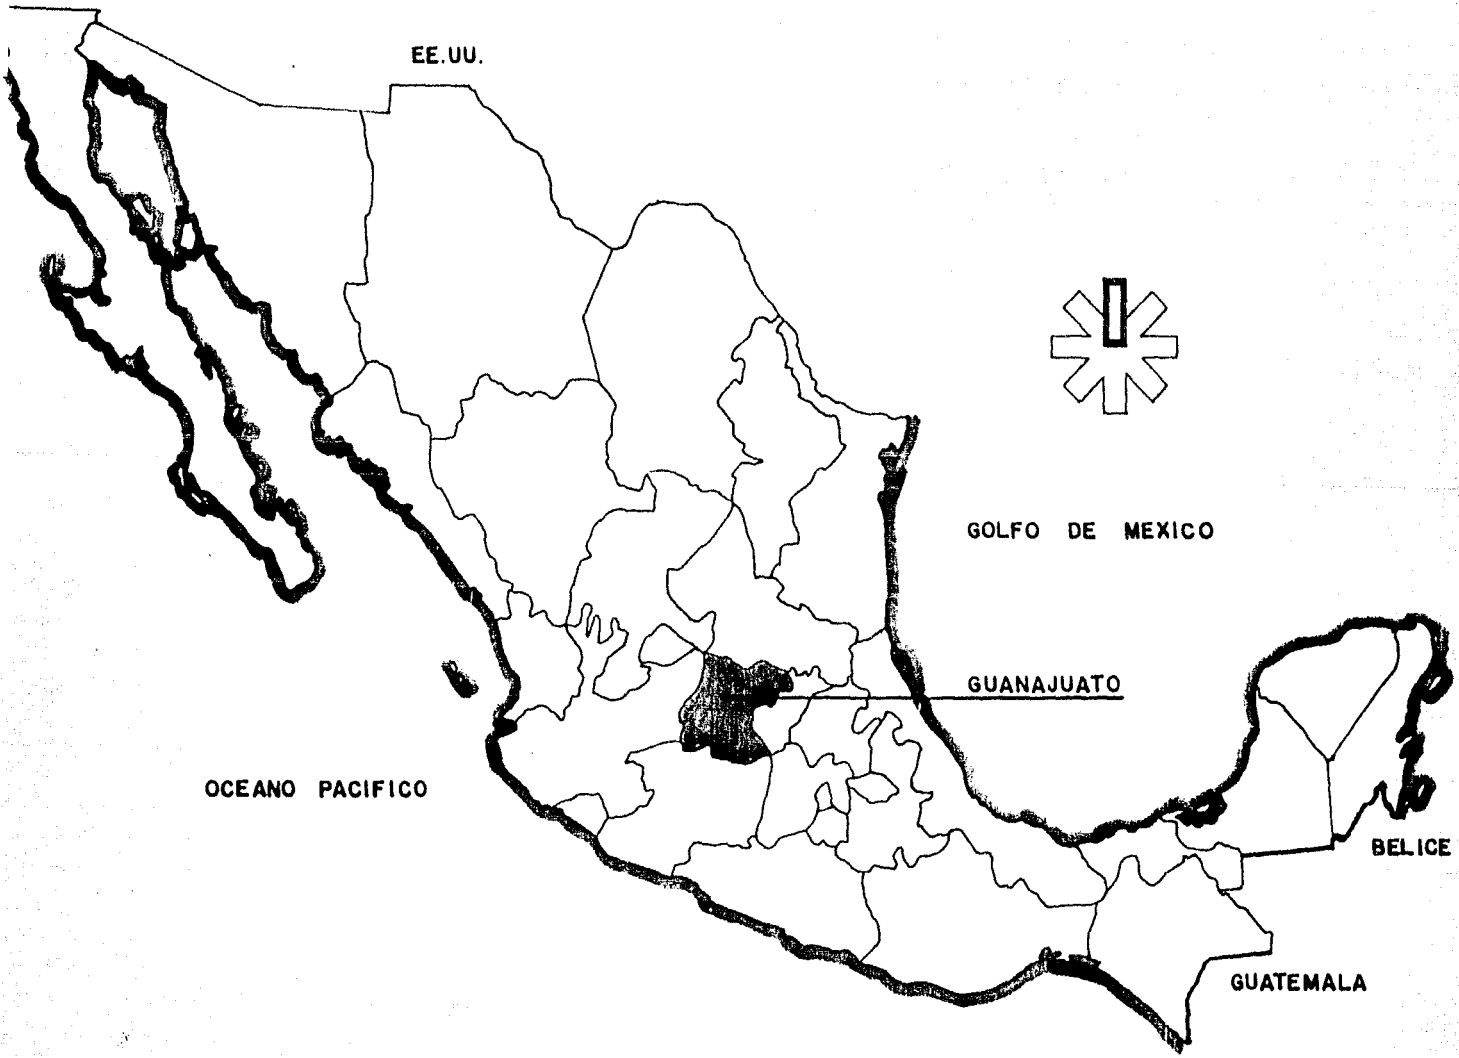 EE.UU.
GOLFO DE MEXICO
GUANAJUATO
OCEANO PACIFICO
BELICE
GUATEMALA